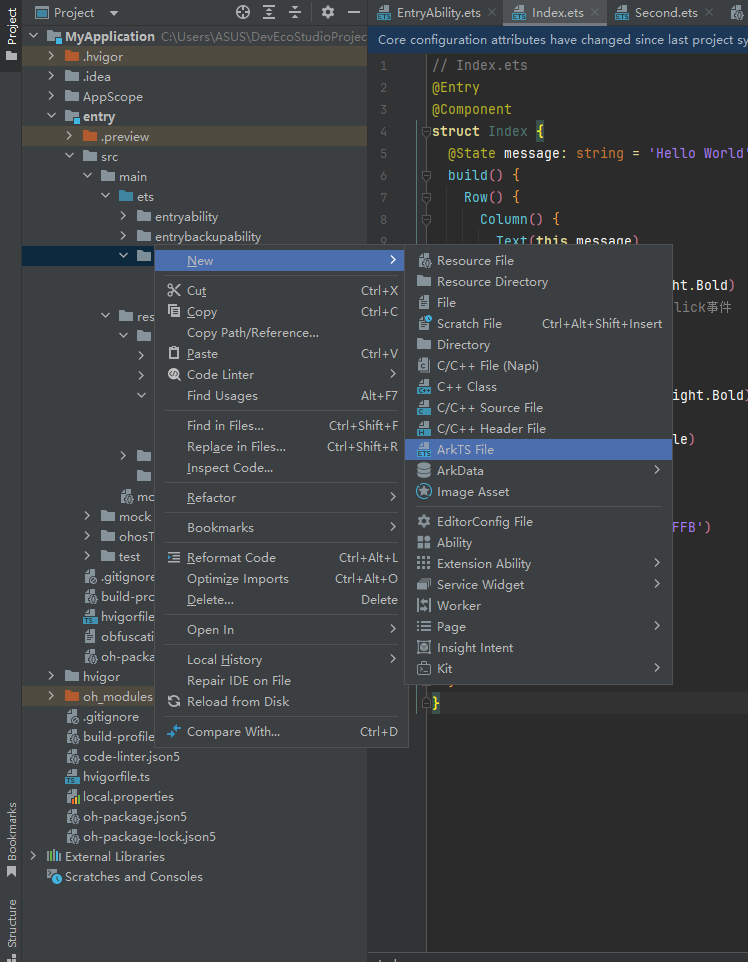 Project
EntryAbility.ets
Index.ets
Second.ets
MyApplication C:\Users\ASUS\DevEcoStudioProjec
Core configuration attributes have changed since last project sy
.hvigor
.idea
AppScope
entry
.preview
src
main
ets
entryability
entrybackupability
res
mock
ohosT
test
.gitignore
build-pro
hvigorfile
obfuscati
oh-packa
hvigor
oh_modules
.gitignore
build-profile
code-linter.json5
hvigorfile.ts
local.properties
oh-package.json5
oh-package-lock.json5
External Libraries
Scratches and Consoles
Project
Bookmarks
Structure
1 // Index.ets
2 @Entry
3 @Component
4 struct Index {
5 @State message: string = 'Hello World'
6 build() {
7 Row() {
8 Column() {
9 Text(this.message)
ght.Bold)
lick事件
ight.Bold)
le)
FFB')
}
New
Cut Ctrl+X
Copy Ctrl+C
Copy Path/Reference...
Paste Ctrl+V
Code Linter
Find Usages Alt+F7
Find in Files... Ctrl+Shift+F
Replace in Files... Ctrl+Shift+R
Inspect Code...
Refactor
Bookmarks
Reformat Code Ctrl+Alt+L
Optimize Imports Ctrl+Alt+O
Delete... Delete
Open In
Local History
Repair IDE on File
Reload from Disk
Compare With... Ctrl+D
Resource File
Resource Directory
File
Scratch File Ctrl+Alt+Shift+Insert
Directory
C/C++ File (Napi)
C++ Class
C/C++ Source File
C/C++ Header File
ArkTS File
ArkData
Image Asset
EditorConfig File
Ability
Extension Ability
Service Widget
Worker
Page
Insight Intent
Kit